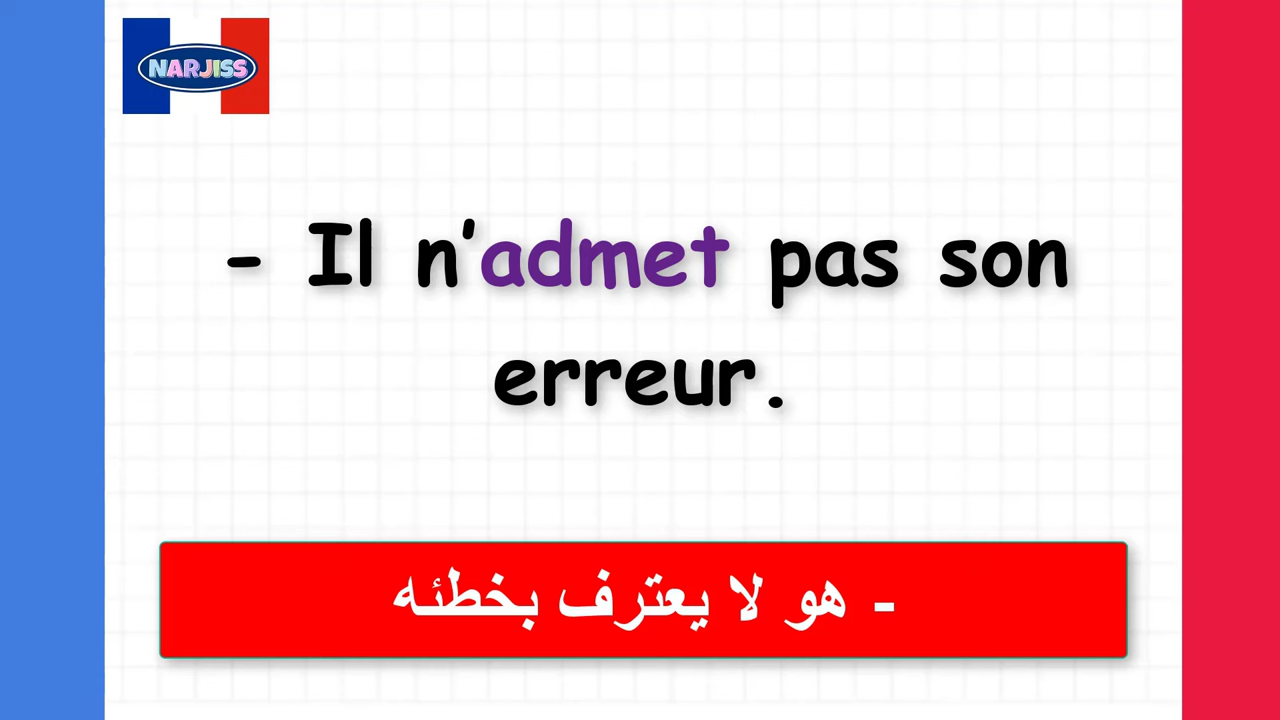 NARJISS
- Il n’admet pas son
erreur.
- هو لا يعترف بخطئه